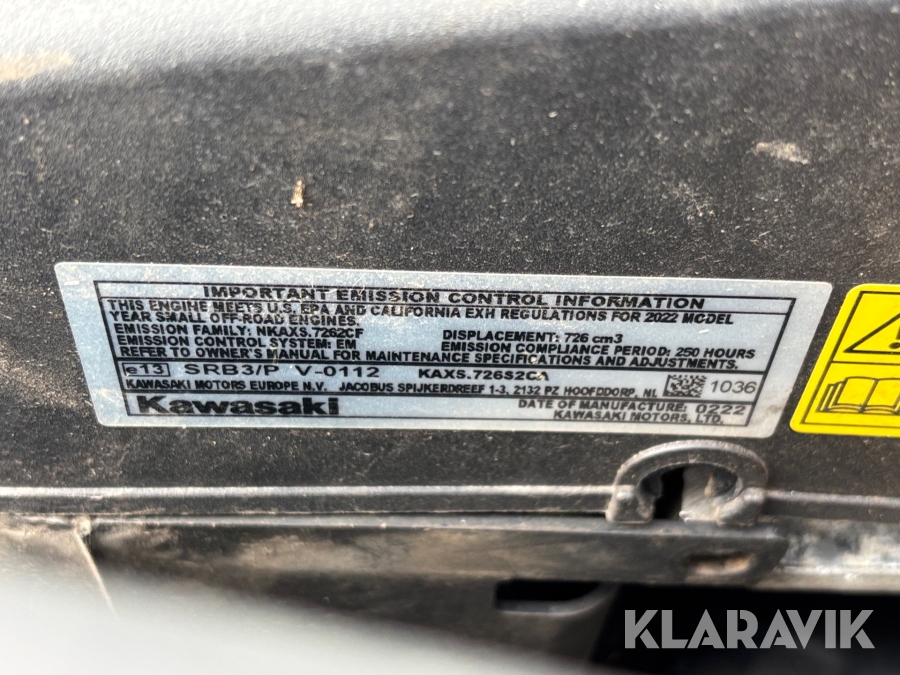 IMPORTANT EMISSION CONTROL INFORMATION
THIS ENGINE MEETS U.S. EPA AND CALIFORNIA EXH REGULATIONS FOR 2022 MODEL
YEAR SMALL OFF-ROAD ENGINES.
EMISSION FAMILY: NKAXS.7262CF DISPLACEMENT: 726 cm3
EMISSION CONTROL SYSTEM: EM EMISSION COMPLIANCE PERIOD: 250 HOURS
REFER TO OWNER'S MANUAL FOR MAINTENANCE SPECIFICATIONS AND ADJUSTMENTS.
e13 SRB3/P V-0112 KAXS.726S2CA
KAWASAKI MOTORS EUROPE N.V. JACOBUS SPIJKERDREEF 1-3, 2132 PZ HOOFDDORP, NL 1036
Kawasaki DATE OF MANUFACTURE: 0222
KAWASAKI MOTORS, LTD.
KLARAVIK